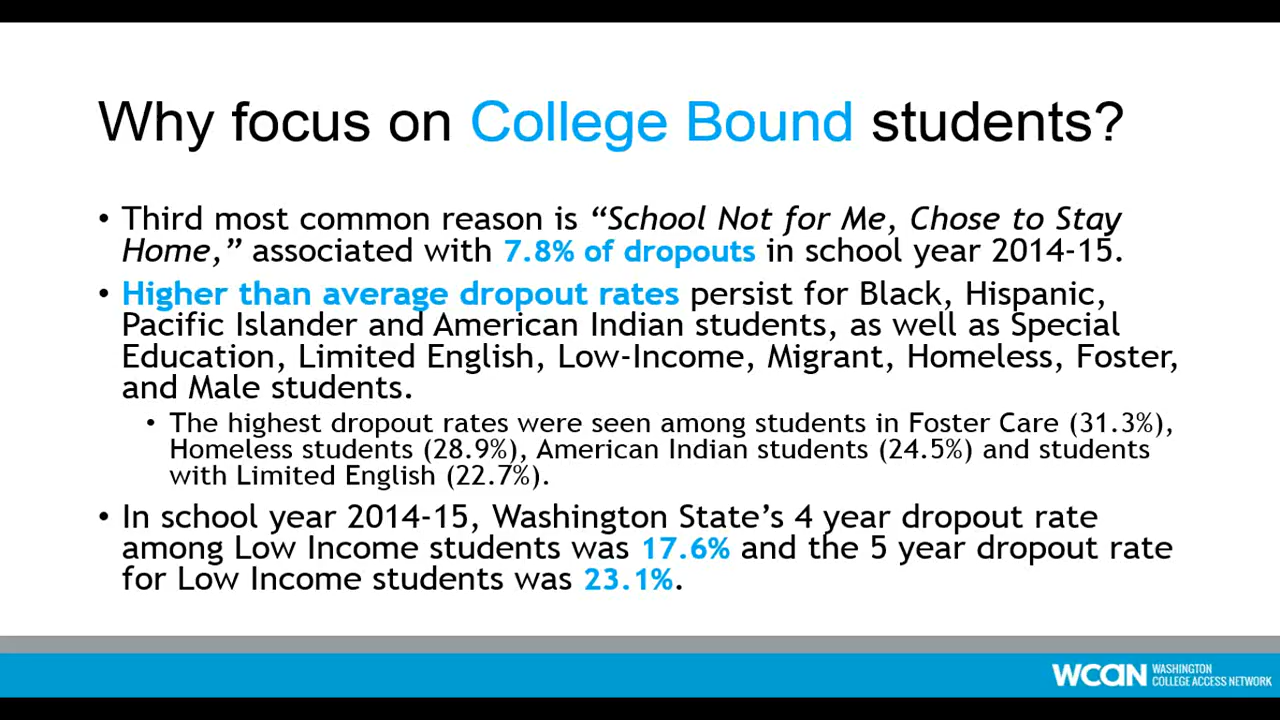 Why focus on College Bound students?
• Third most common reason is “School Not for Me, Chose to Stay
Home,” associated with 7.8% of dropouts in school year 2014-15.
• Higher than average dropout rates persist for Black, Hispanic,
Pacific Islander and American Indian students, as well as Special
Education, Limited English, Low-Income, Migrant, Homeless, Foster,
and Male students.
• The highest dropout rates were seen among students in Foster Care (31.3%),
Homeless students (28.9%), American Indian students (24.5%) and students
with Limited English (22.7%).
• In school year 2014-15, Washington State’s 4 year dropout rate
among Low Income students was 17.6% and the 5 year dropout rate
for Low Income students was 23.1%.
WCAN WASHINGTON
COLLEGE ACCESS NETWORK